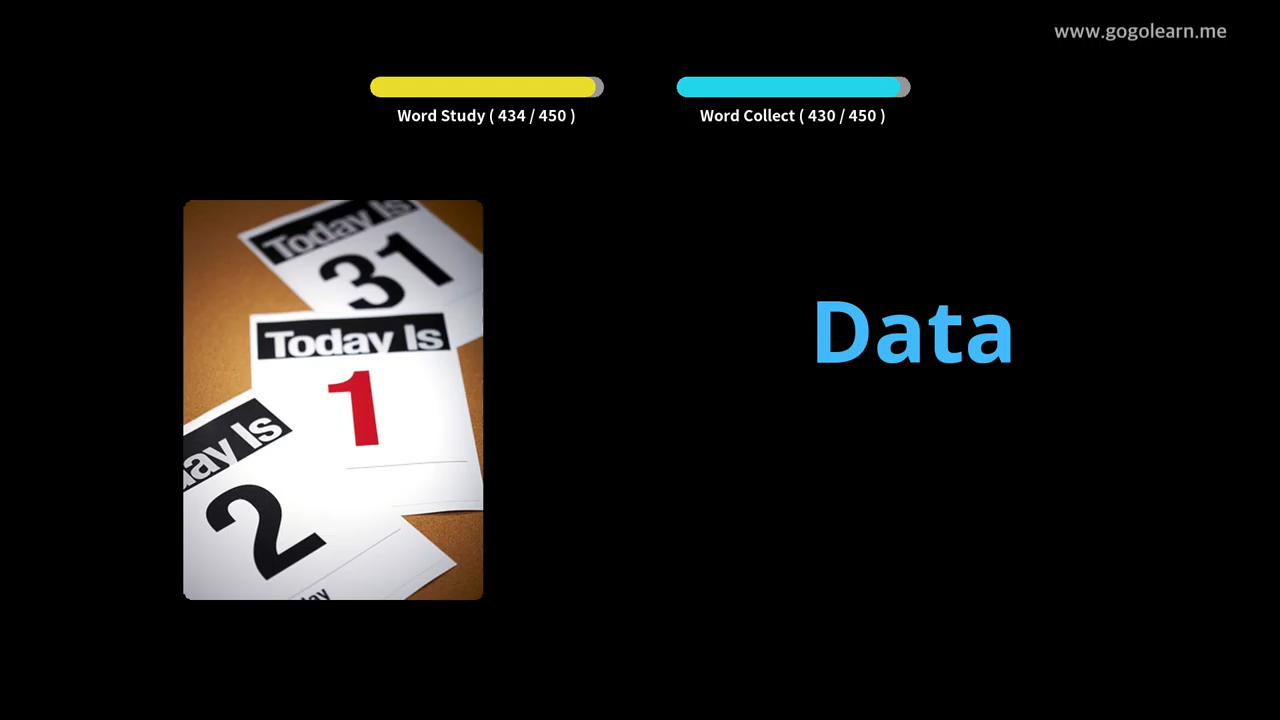 www.gogolearn.me
Word Study ( 434 / 450 )
Word Collect ( 430 / 450 )
Today Is
31
Today Is
1
ay Is
2
Data